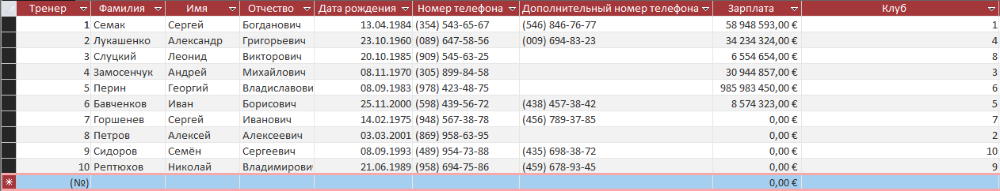 Тренер Фамилия Имя Отчество Дата рождения Номер телефона Дополнительный номер телефона Зарплата Клуб
1 Семак Сергей Богданович 13.04.1984 (354) 543-65-67 (546) 846-76-77 58 948 593,00 € 1
2 Лукашенко Александр Григорьевич 23.10.1960 (089) 647-58-56 (009) 694-83-23 34 234 324,00 € 4
3 Слуцкий Леонид Викторович 20.10.1985 (909) 545-63-25 6 554 654,00 € 8
4 Замосенчук Андрей Михайлович 08.11.1970 (305) 899-84-58 30 944 857,00 € 3
5 Перин Георгий Владиславови 08.09.1983 (978) 423-48-75 985 983 450,00 € 6
6 Бавченков Иван Борисович 25.11.2000 (598) 439-56-72 (438) 457-38-42 8 574 323,00 € 5
7 Горшенев Сергей Иванович 14.02.1975 (948) 567-38-78 (456) 789-37-85 0,00 € 7
8 Петров Алексей Алексеевич 03.03.2001 (869) 958-63-95 0,00 € 2
9 Сидоров Семён Сергеевич 08.09.1993 (489) 954-73-88 (435) 698-38-72 0,00 € 10
10 Рептюхов Николай Владимирович 21.06.1989 (958) 694-75-86 (459) 678-93-45 0,00 € 9
(№) 0,00 €